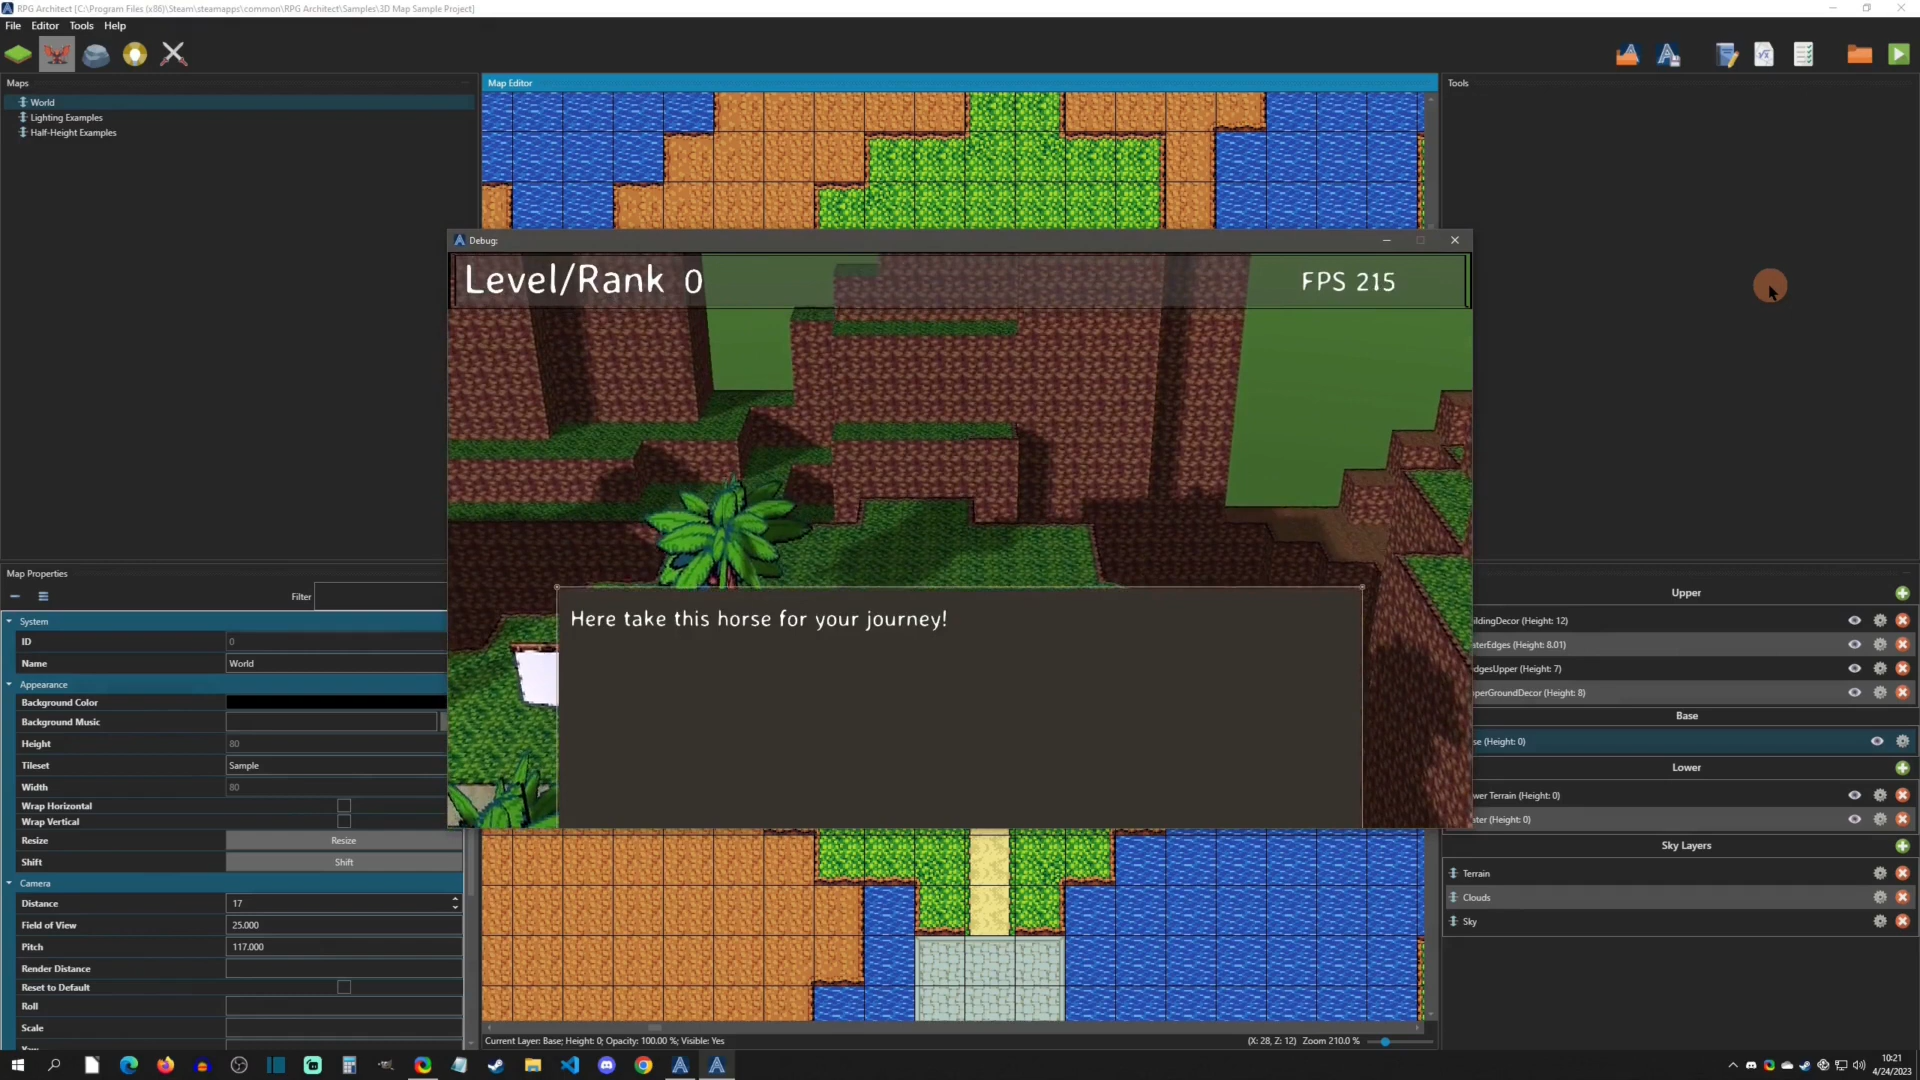 RPG Architect [C:\Program Files (x86)\Steam\steamapps\common\RPG Architect\Samples\3D Map Sample Project]
File Editor Tools Help
Maps
World
Lighting Examples
Half-Height Examples
Map Editor
Tools
Debug:
Level/Rank 0
FPS 215
Here take this horse for your journey!
Map Properties
Filter
System
ID 0
Name World
Appearance
Background Color
Background Music
Height 80
Tileset Sample
Width 80
Wrap Horizontal
Wrap Vertical
Resize Resize
Shift Shift
Camera
Distance 17
Field of View 25.000
Pitch 117.000
Render Distance
Reset to Default
Roll
Scale
Upper
ildingDecor (Height: 12)
aterEdges (Height: 8.01)
dgesUpper (Height: 7)
pperGroundDecor (Height: 8)
Base
se (Height: 0)
Lower
wer Terrain (Height: 0)
ater (Height: 0)
Sky Layers
Terrain
Clouds
Sky
Current Layer: Base; Height: 0; Opacity: 100.00 %; Visible: Yes
(X: 28, Z: 12) Zoom 210.0 %
10:21
4/24/2023